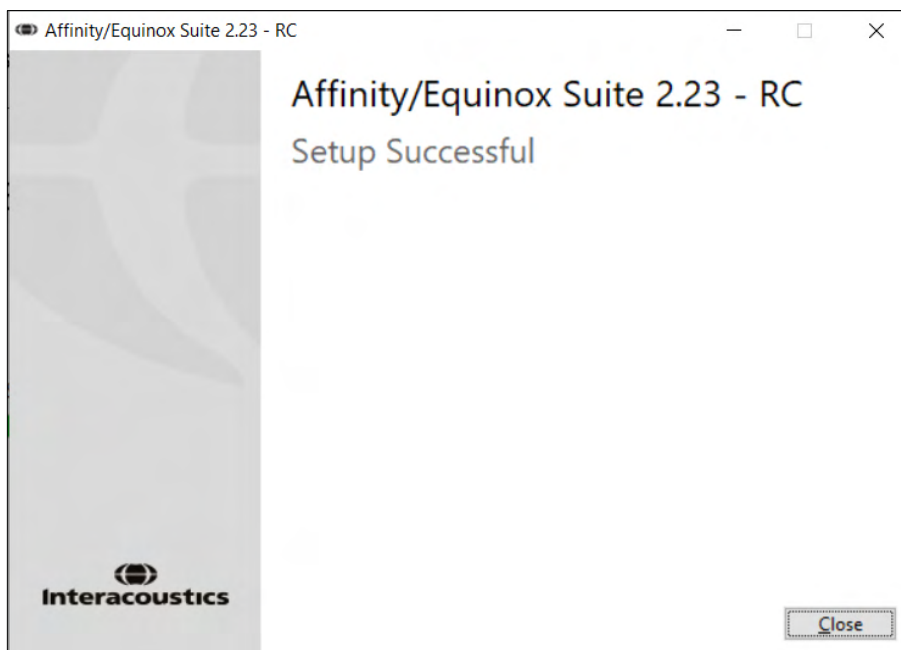 Affinity/Equinox Suite 2.23 - RC
Affinity/Equinox Suite 2.23 - RC
Setup Successful
Interacoustics
Close